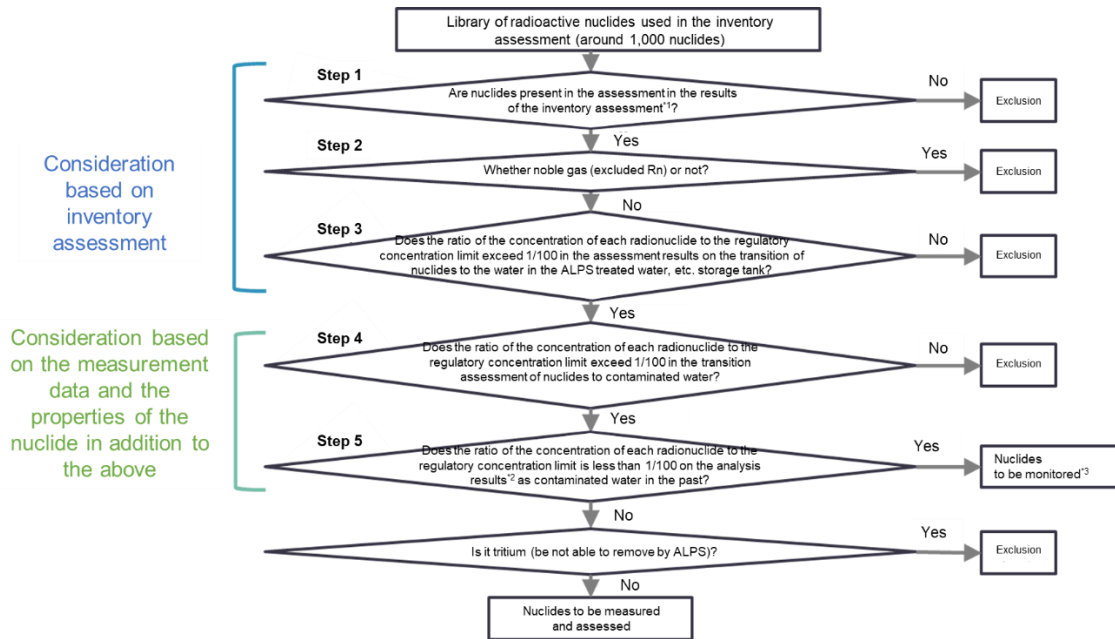 Library of radioactive nuclides used in the inventory
assessment (around 1,000 nuclides)
Step 1
Are nuclides present in the assessment in the results
of the inventory assessment*1?
No
Exclusion
Yes
Step 2
Whether noble gas (excluded Rn) or not?
Yes
Exclusion
No
Consideration
based on
inventory
assessment
Step 3
Does the ratio of the concentration of each radionuclide to the regulatory
concentration limit exceed 1/100 in the assessment results on the transition of
nuclides to the water in the ALPS treated water, etc. storage tank?
No
Exclusion
Yes
Consideration based
on the measurement
data and the
properties of the
nuclide in addition to
the above
Step 4
Does the ratio of the concentration of each radionuclide to the
regulatory concentration limit exceed 1/100 in the transition
assessment of nuclides to contaminated water?
No
Exclusion
Yes
Step 5
Does the ratio of the concentration of each radionuclide to the
regulatory concentration limit is less than 1/100 on the analysis
results*2 as contaminated water in the past?
Yes
Nuclides
to be monitored*3
No
Is it tritium (be not able to remove by ALPS)?
Yes
Exclusion
No
Nuclides to be measured
and assessed